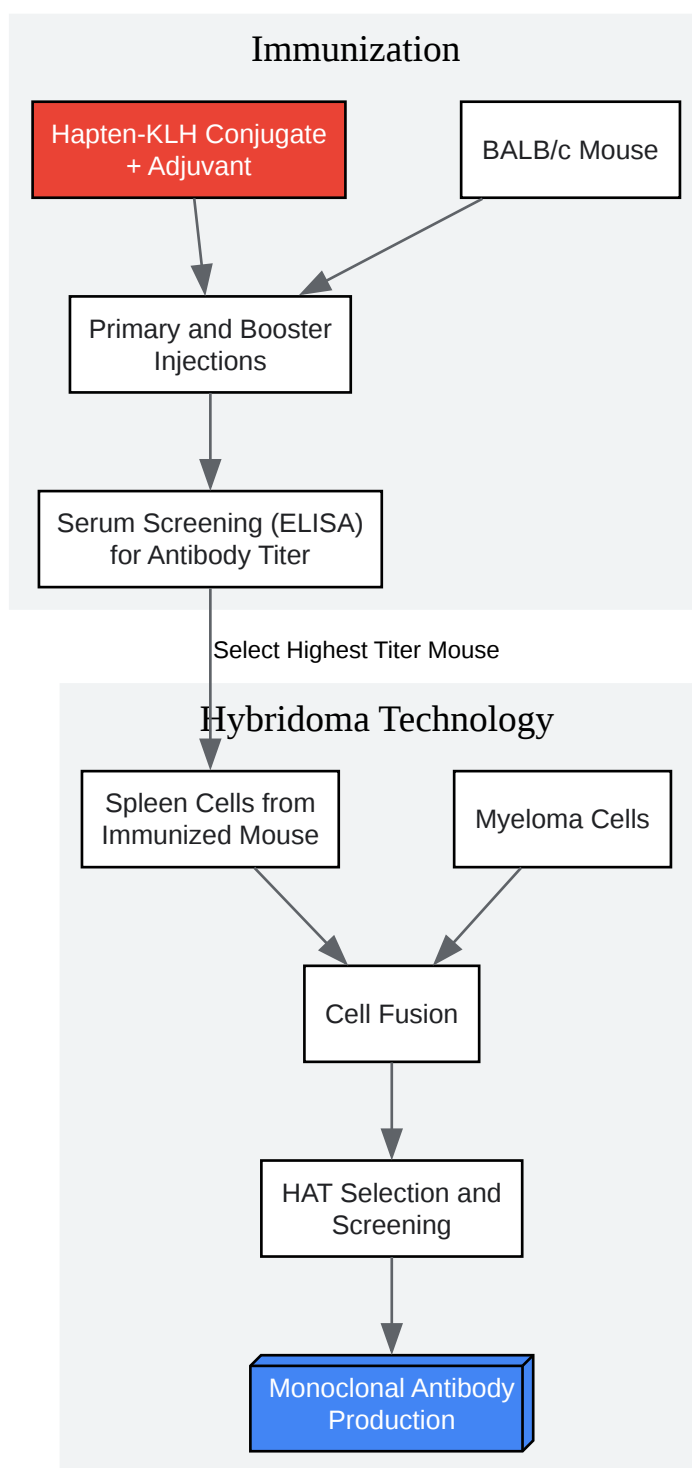 Immunization
Hapten-KLH Conjugate
+ Adjuvant
BALB/c Mouse
Primary and Booster
Injections
Serum Screening (ELISA)
for Antibody Titer
Select Highest Titer Mouse
Hybridoma Technology
Spleen Cells from
Immunized Mouse
Myeloma Cells
Cell Fusion
HAT Selection and
Screening
Monoclonal Antibody
Production